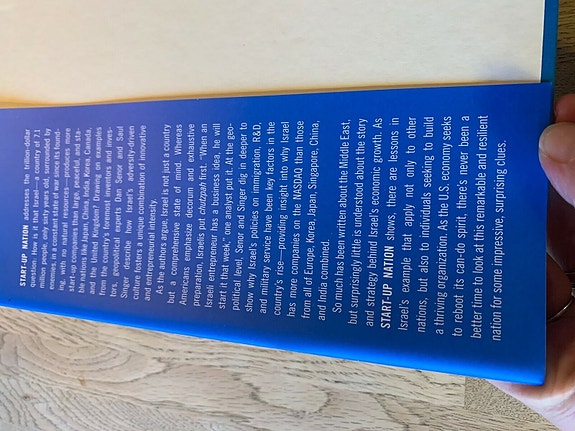 START-UP NATION addresses the trillion-dollar
question: How is it that Israel—a country of 7.1
million people, only sixty years old, surrounded by
enemies, in a constant state of war since its found-
ing, with no natural resources—produces more
start-up companies than large, peaceful, and sta-
ble nations like Japan, China, India, Korea, Canada,
and the United Kingdom? Drawing on examples
from the country's foremost inventors and inves-
tors, geopolitical experts Dan Senor and Saul
Singer describe how Israel's adversity-driven
culture fosters a unique combination of innovative
and entrepreneurial intensity.
As the authors argue, Israel is not just a country
but a comprehensive state of mind. Whereas
Americans emphasize decorum and exhaustive
preparation, Israelis put chutzpah first. "When an
Israeli entrepreneur has a business idea, he will
start it that week," one analyst put it. At the geo-
political level, Senor and Singer dig in deeper to
show why Israel's policies on immigration, R&D,
and military service have been key factors in the
country's rise—providing insight into why Israel
has more companies on the NASDAQ than those
from all of Europe, Korea, Japan, Singapore, China,
and India combined.
So much has been written about the Middle East,
but surprisingly little is understood about the story
and strategy behind Israel's economic growth. As
START-UP NATION shows, there are lessons in
Israel's example that apply not only to other
nations, but also to individuals seeking to build
a thriving organization. As the U.S. economy seeks
to reboot its can-do spirit, there's never been a
better time to look at this remarkable and resilient
nation for some impressive, surprising clues.